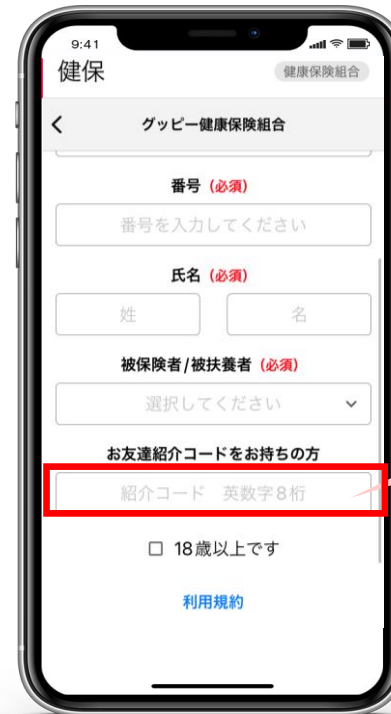 9:41
健保
健康保険組合
グッピー健康保険組合
番号 (必須)
番号を入力してください
氏名 (必須)
姓 名
被保険者/被扶養者 (必須)
選択してください
お友達紹介コードをお持ちの方
紹介コード 英数字8桁
18歳以上です
利用規約